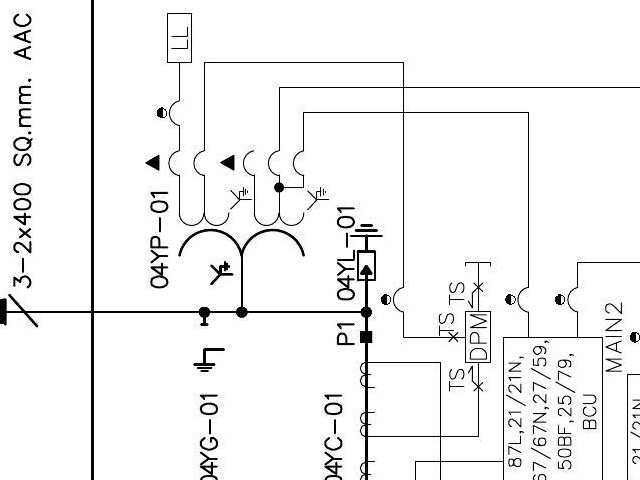 3-2x400 SQ.mm. AAC
LL
04YP-01
04YL-01
P1
TS
TS
TS
DPM
04YG-01
04YC-01
87L,21/21N,
67/67N,27/59,
50BF,25/79,
BCU
MAIN2
21/21N